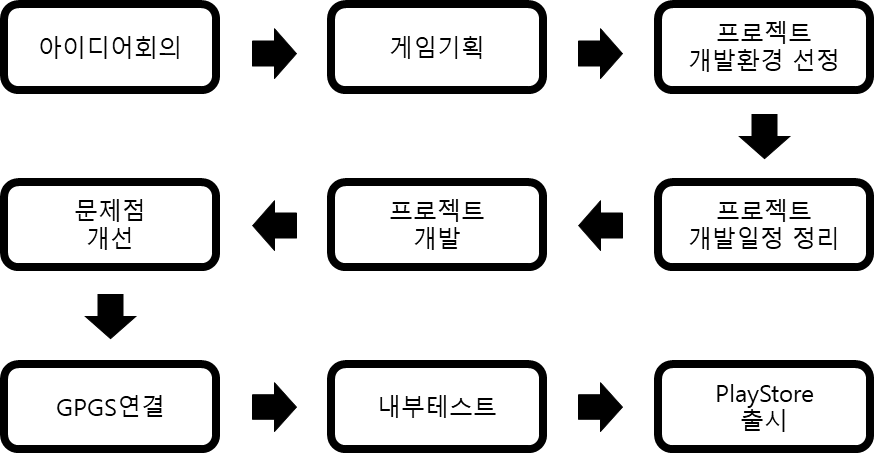 아이디어회의
게임기획
프로젝트
개발환경 선정
프로젝트
개발일정 정리
프로젝트
개발
문제점
개선
GPGS연결
내부테스트
PlayStore
출시